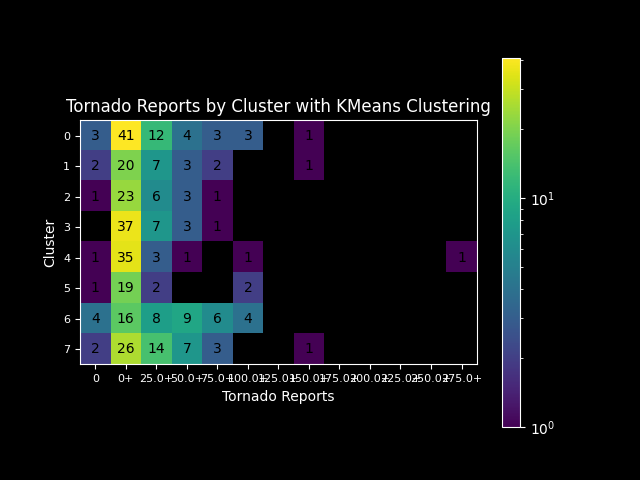 Tornado Reports by Cluster with KMeans Clustering
Cluster
0 3 41 12 4 3 3 1
1 2 20 7 3 2 1
2 1 23 6 3 1
3 37 7 3 1
4 1 35 3 1 1 1
5 1 19 2 2
6 4 16 8 9 6 4
7 2 26 14 7 3 1
0 0+ 25.0+ 50.0+ 75.0+ 100.0+ 125.0+ 150.0+ 175.0+ 200.0+ 225.0+ 250.0+ 275.0+
Tornado Reports
10¹
10⁰